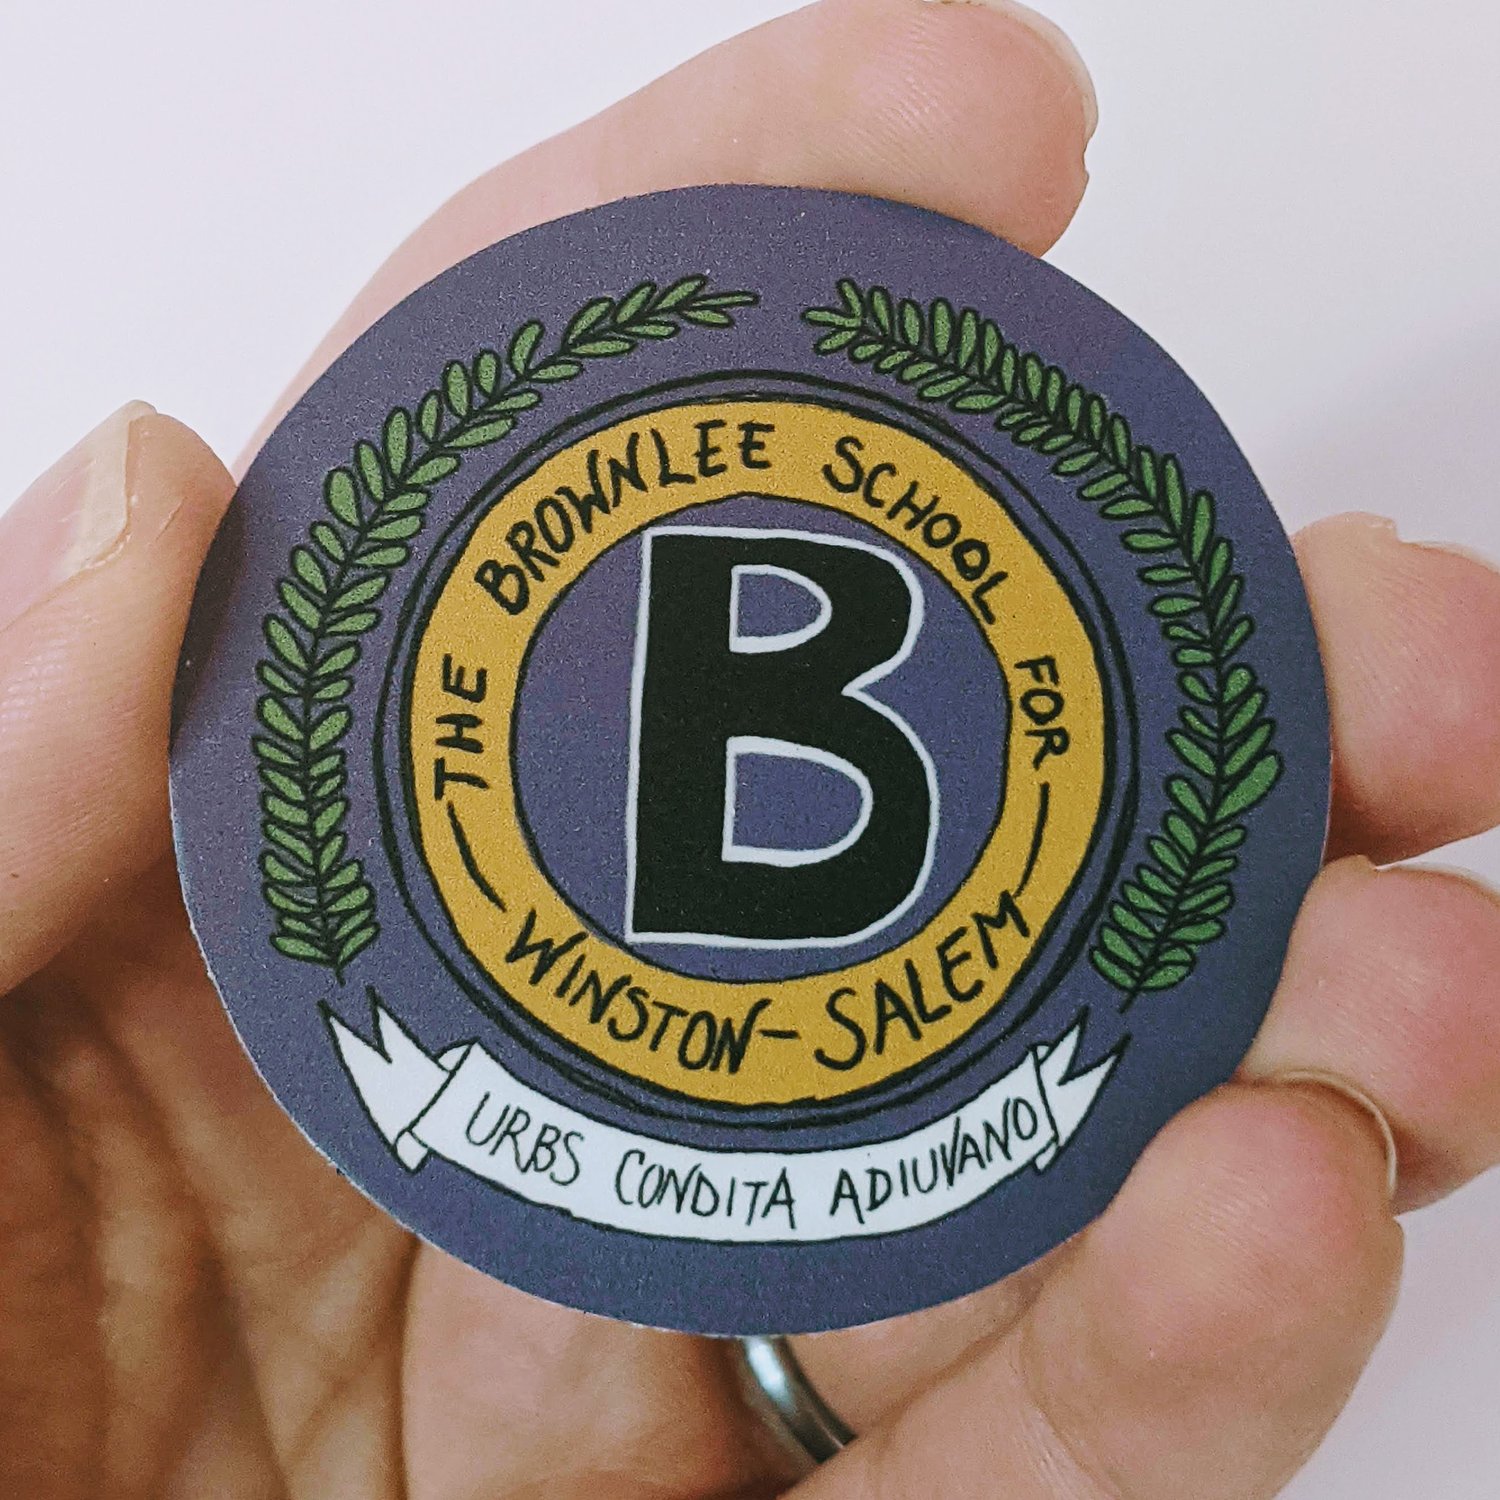 THE BROWNLEE SCHOOL FOR
WINSTON-SALEM
B
URBS CONDITA ADIUVANO